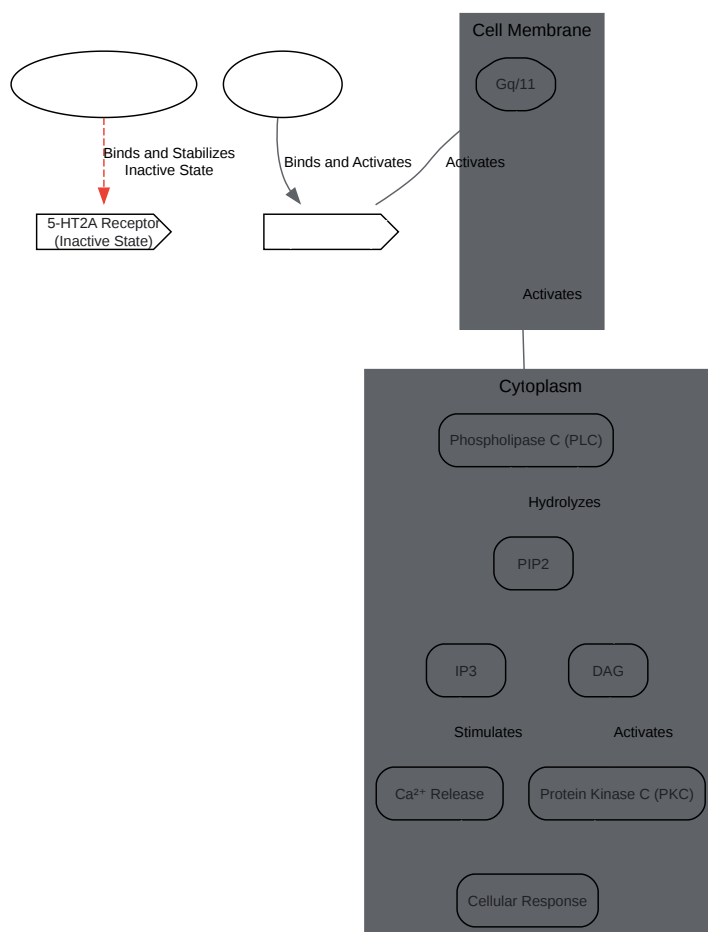 Cell Membrane
Gq/11
Binds and Stabilizes
Inactive State
Binds and Activates
Activates
5-HT2A Receptor
(Inactive State)
Activates
Cytoplasm
Phospholipase C (PLC)
Hydrolyzes
PIP2
IP3
DAG
Stimulates
Activates
Ca²⁺ Release
Protein Kinase C (PKC)
Cellular Response